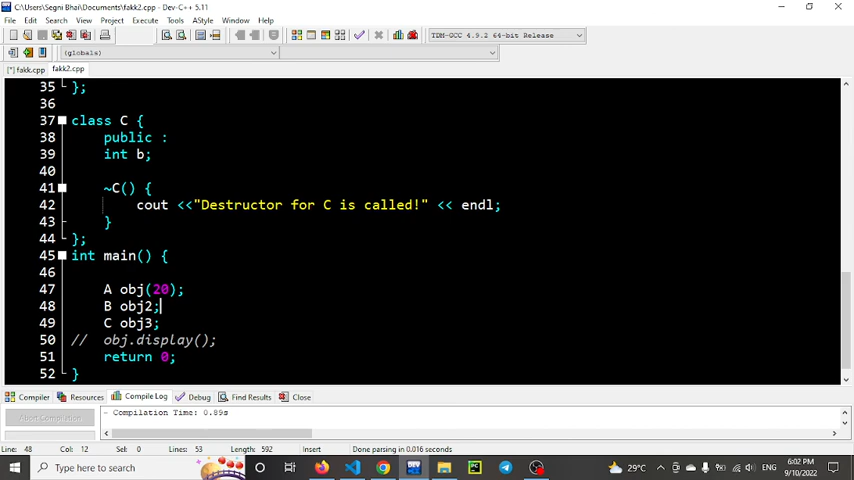 C:\Users\Segni Bhai\Documents\fakk2.cpp - Dev-C++ 5.11
File Edit Search View Project Execute Tools AStyle Window Help
TDM-GCC 4.9.2 64-bit Release
(globals)
[*] fakk.cpp fakk2.cpp
35 };
36
37 class C {
38 public :
39 int b;
40
41 ~C() {
42 cout <<"Destructor for C is called!" << endl;
43 }
44 };
45 int main() {
46
47 A obj(20);
48 B obj2;
49 C obj3;
50 // obj.display();
51 return 0;
52 }
Compiler Resources Compile Log Debug Find Results Close
Abort Compilation
- Compilation Time: 0.89s
Line: 48 Col: 12 Sel: 0 Lines: 53 Length: 592 Insert Done parsing in 0.016 seconds
Type here to search
29°C ENG 6:02 PM
9/10/2022